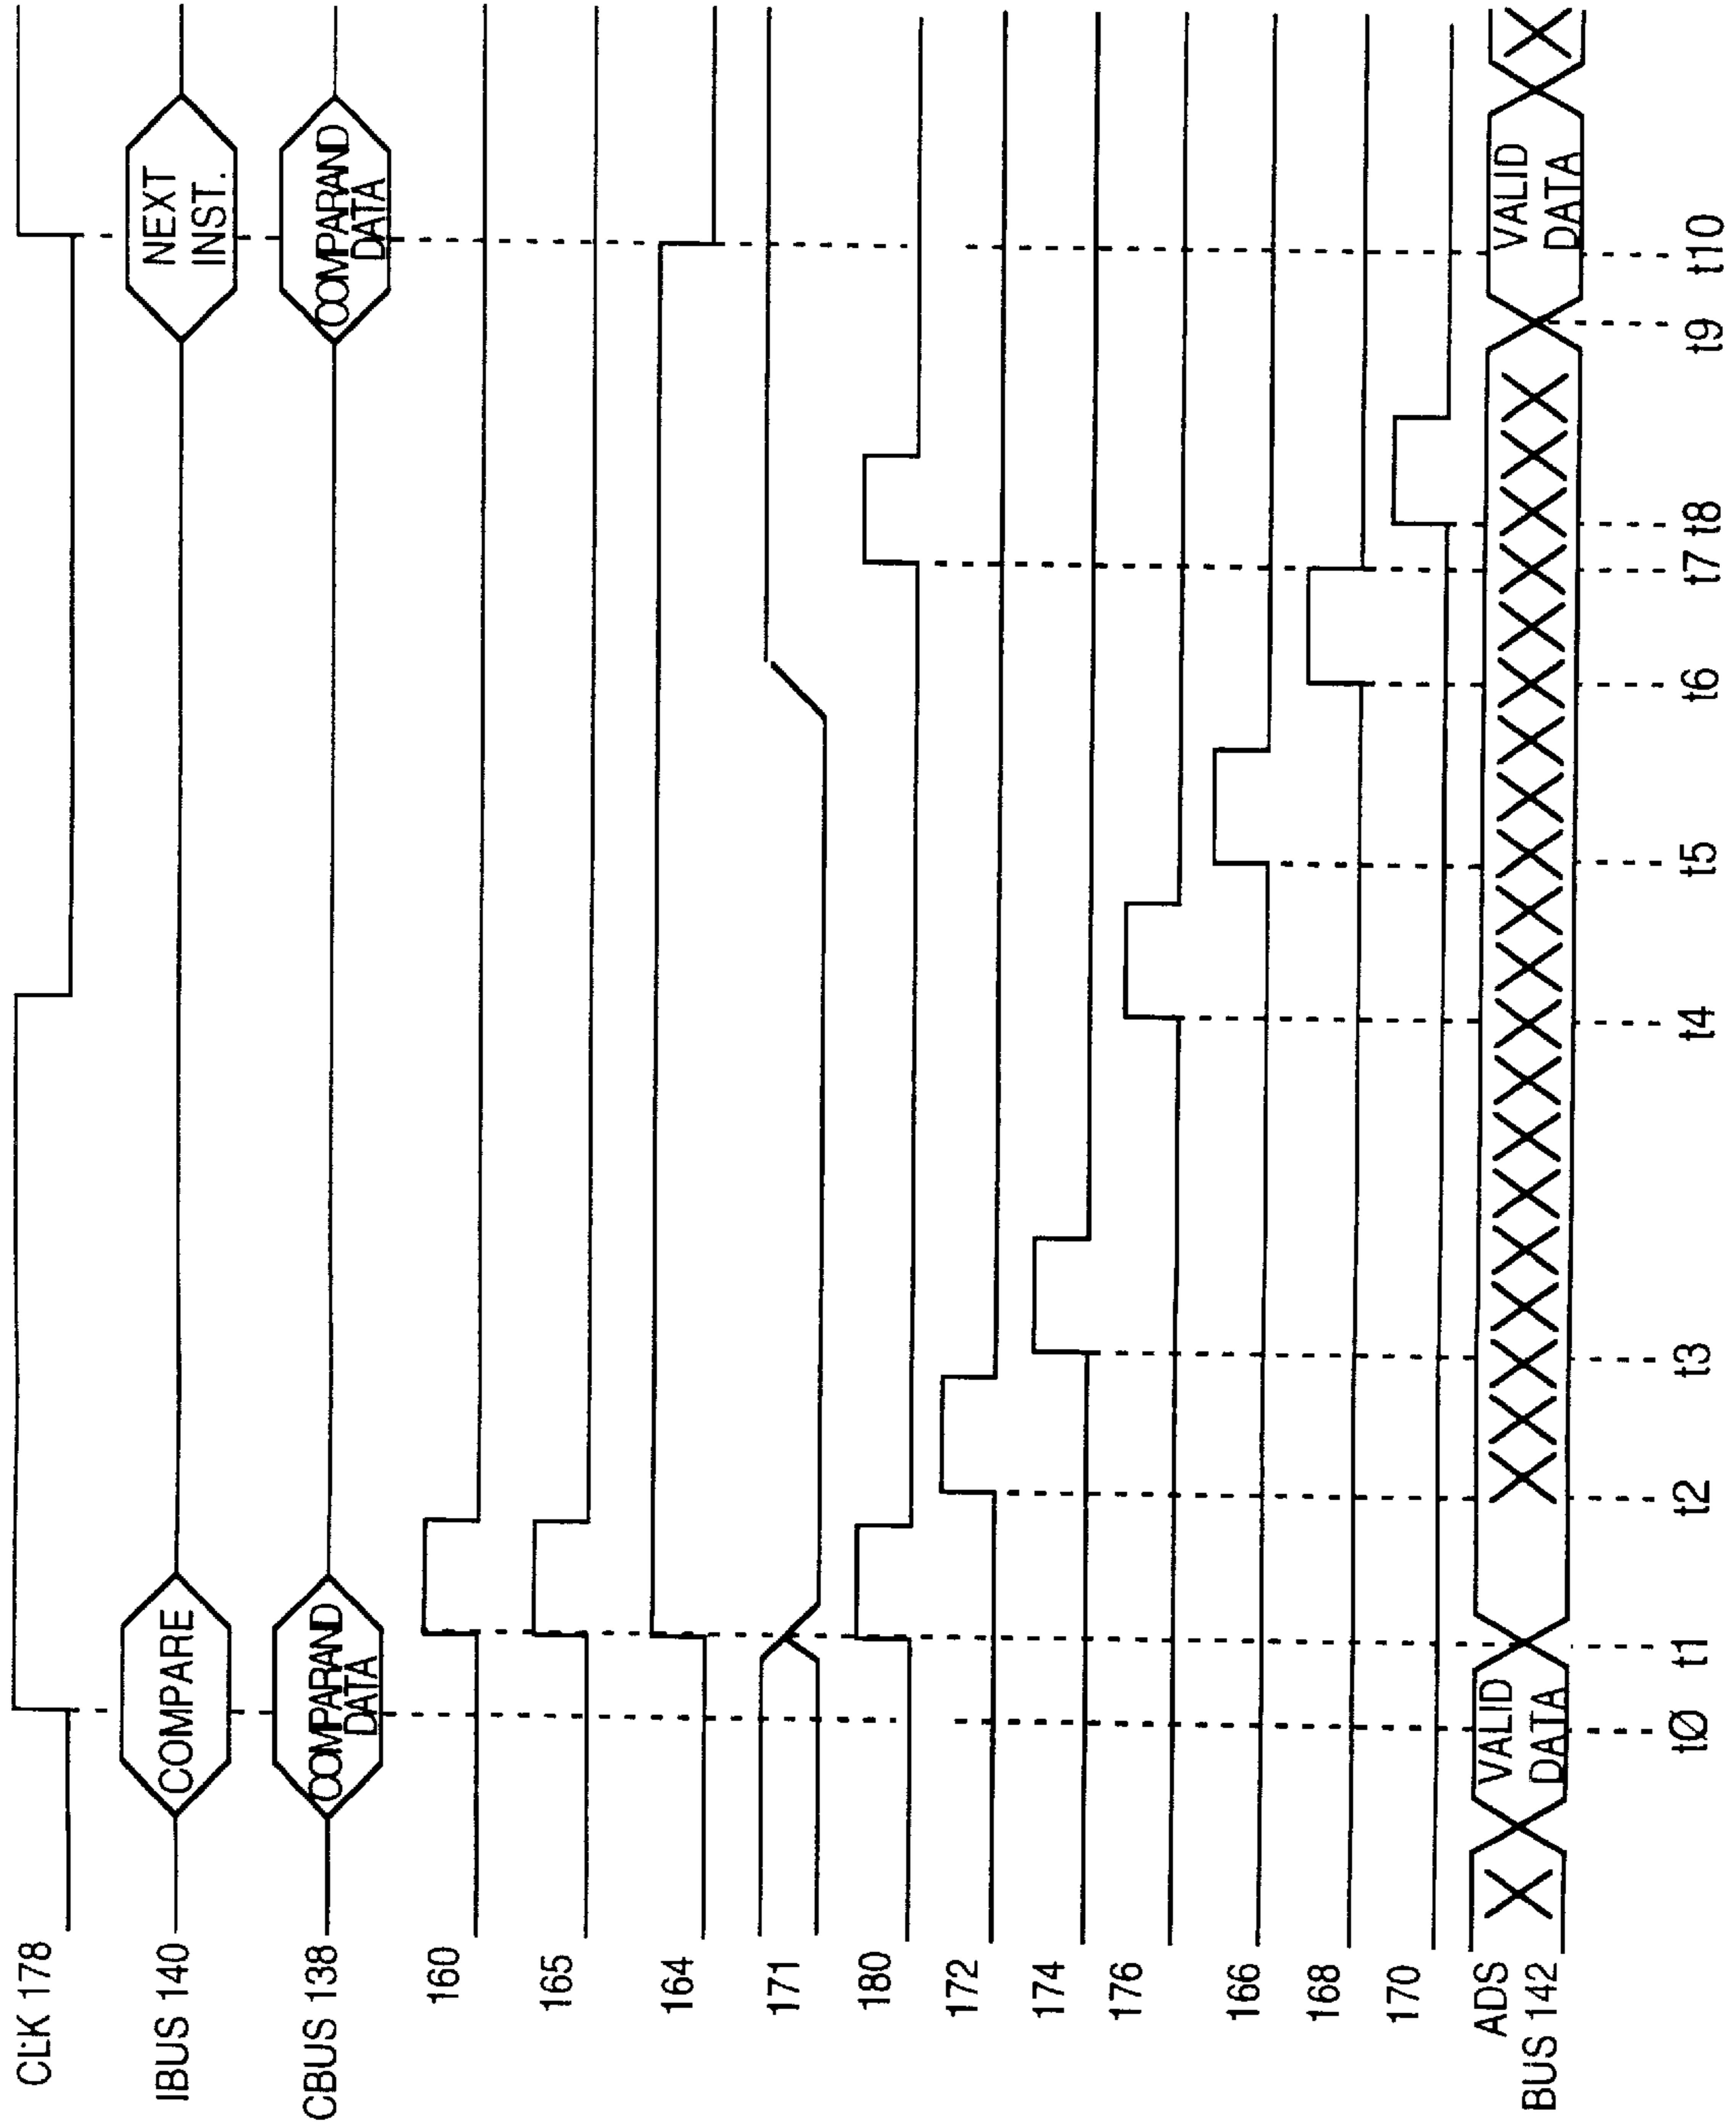 CLK 178
IBUS 140
COMPARE
NEXT
INST.
CBUS 138
COMPARAND
DATA
COMPARAND
DATA
160
165
164
171
180
172
174
176
166
168
170
ADS
BUS 142
VALID
DATA
VALID
DATA
tØ
t1
t2
t3
t4
t5
t6
t7
t8
t9
t10